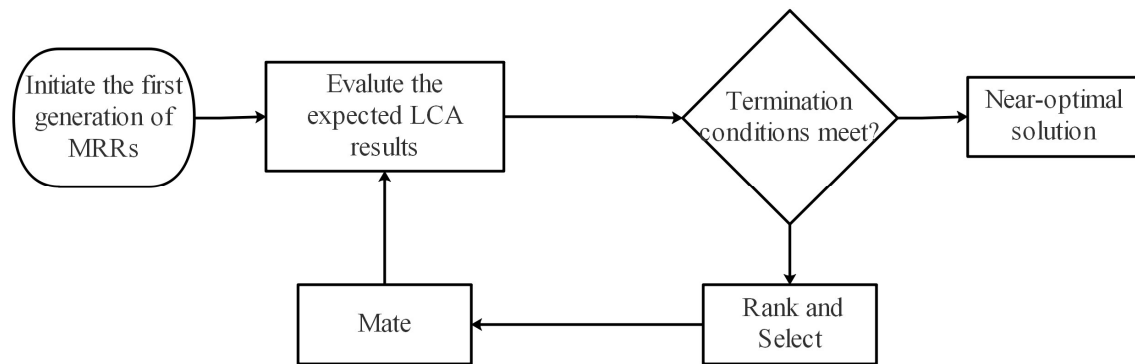 Initiate the first
generation of
MRRs
Evalute the
expected LCA
results
Termination
conditions meet?
Near-optimal
solution
Mate
Rank and
Select